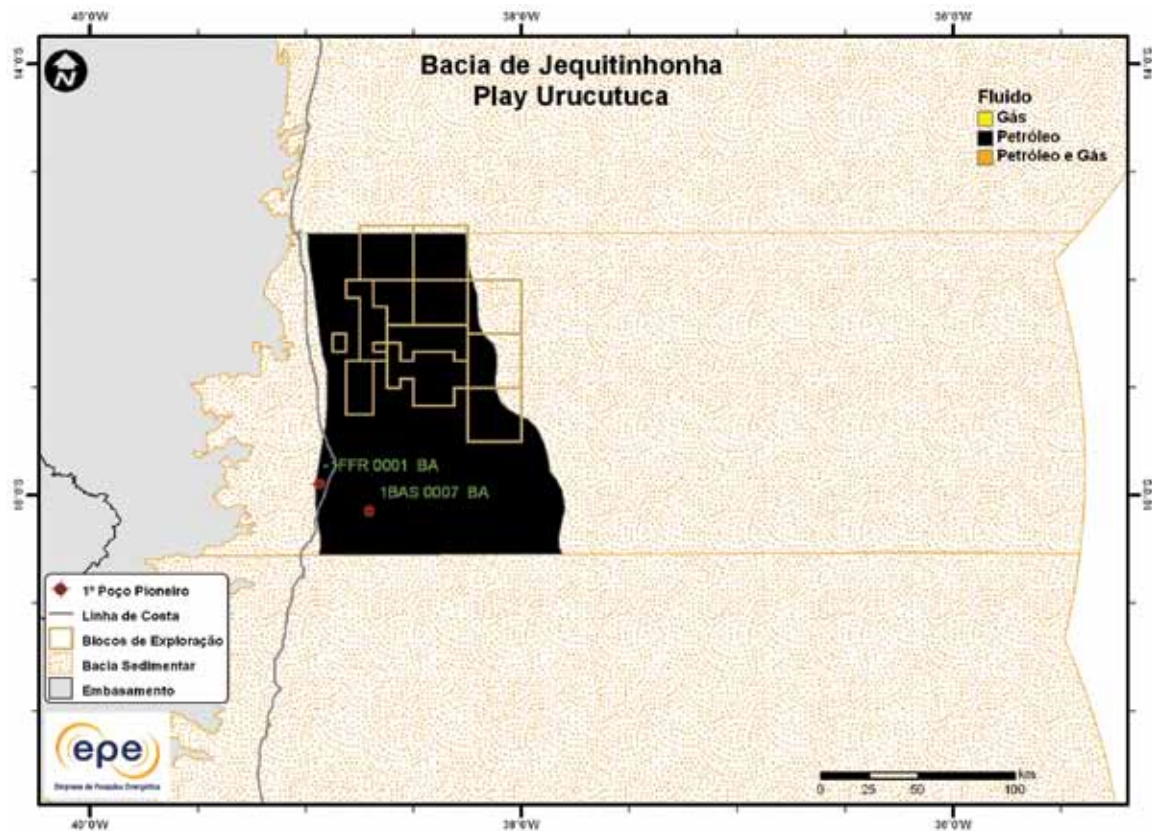 40°0'W 38°0'W 36°0'W
14°0'S 14°0'S
Bacia de Jequitinhonha
Play Urucutuca
Fluido
Gás
Petróleo
Petróleo e Gás
FFR 0001 BA
1BAS 0007 BA
16°0'S 16°0'S
1º Poço Pioneiro
Linha de Costa
Blocos de Exploração
Bacia Sedimentar
Embasamento
N
epe
Empresa de Pesquisa Energética
km
0 25 50 100
40°0'W 38°0'W 36°0'W